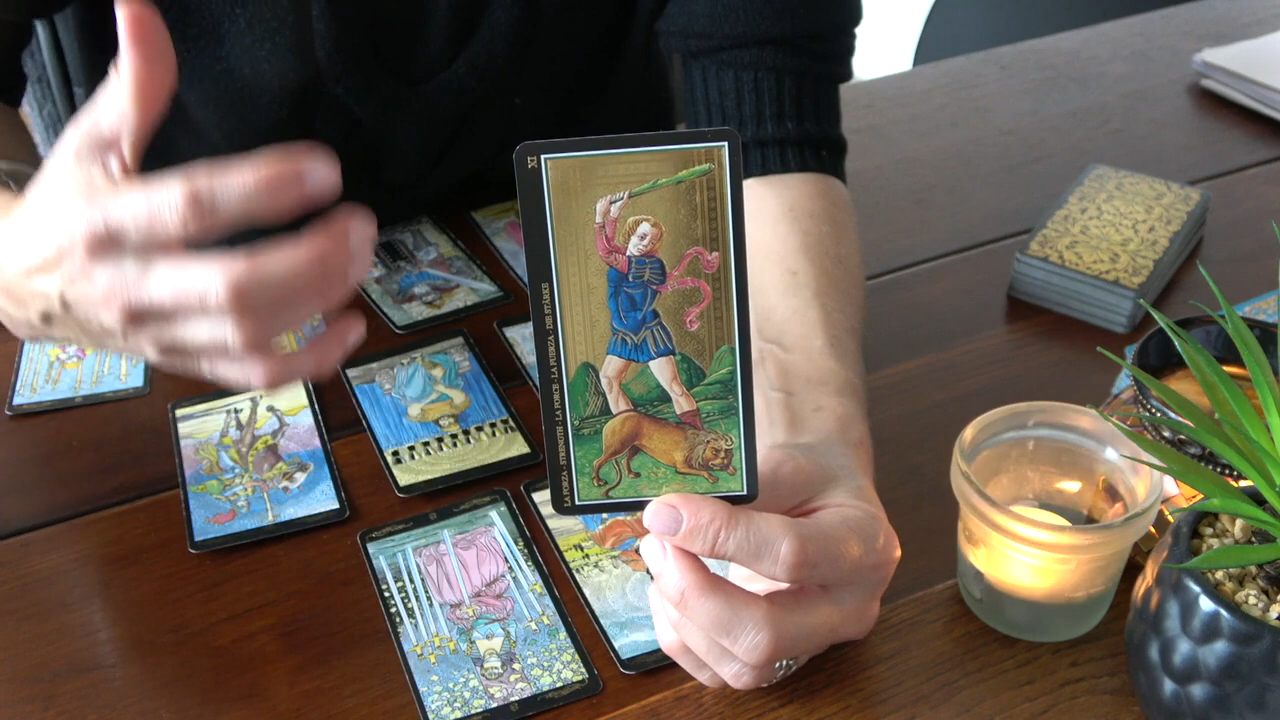 XI
LA FORZA - STRENGTH - LA FORCE - LA FUERZA - DIE STÄRKE